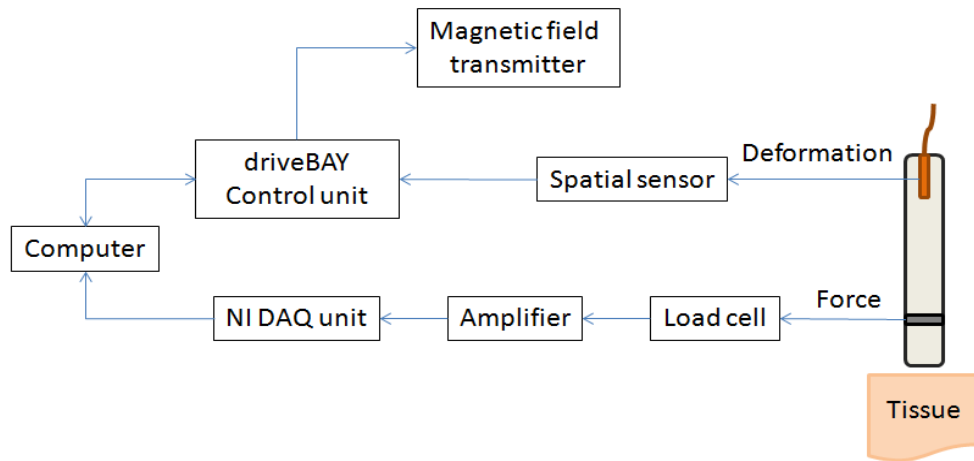 Magnetic field
transmitter
driveBAY
Control unit
Spatial sensor
Deformation
Computer
NI DAQ unit
Amplifier
Load cell
Force
Tissue